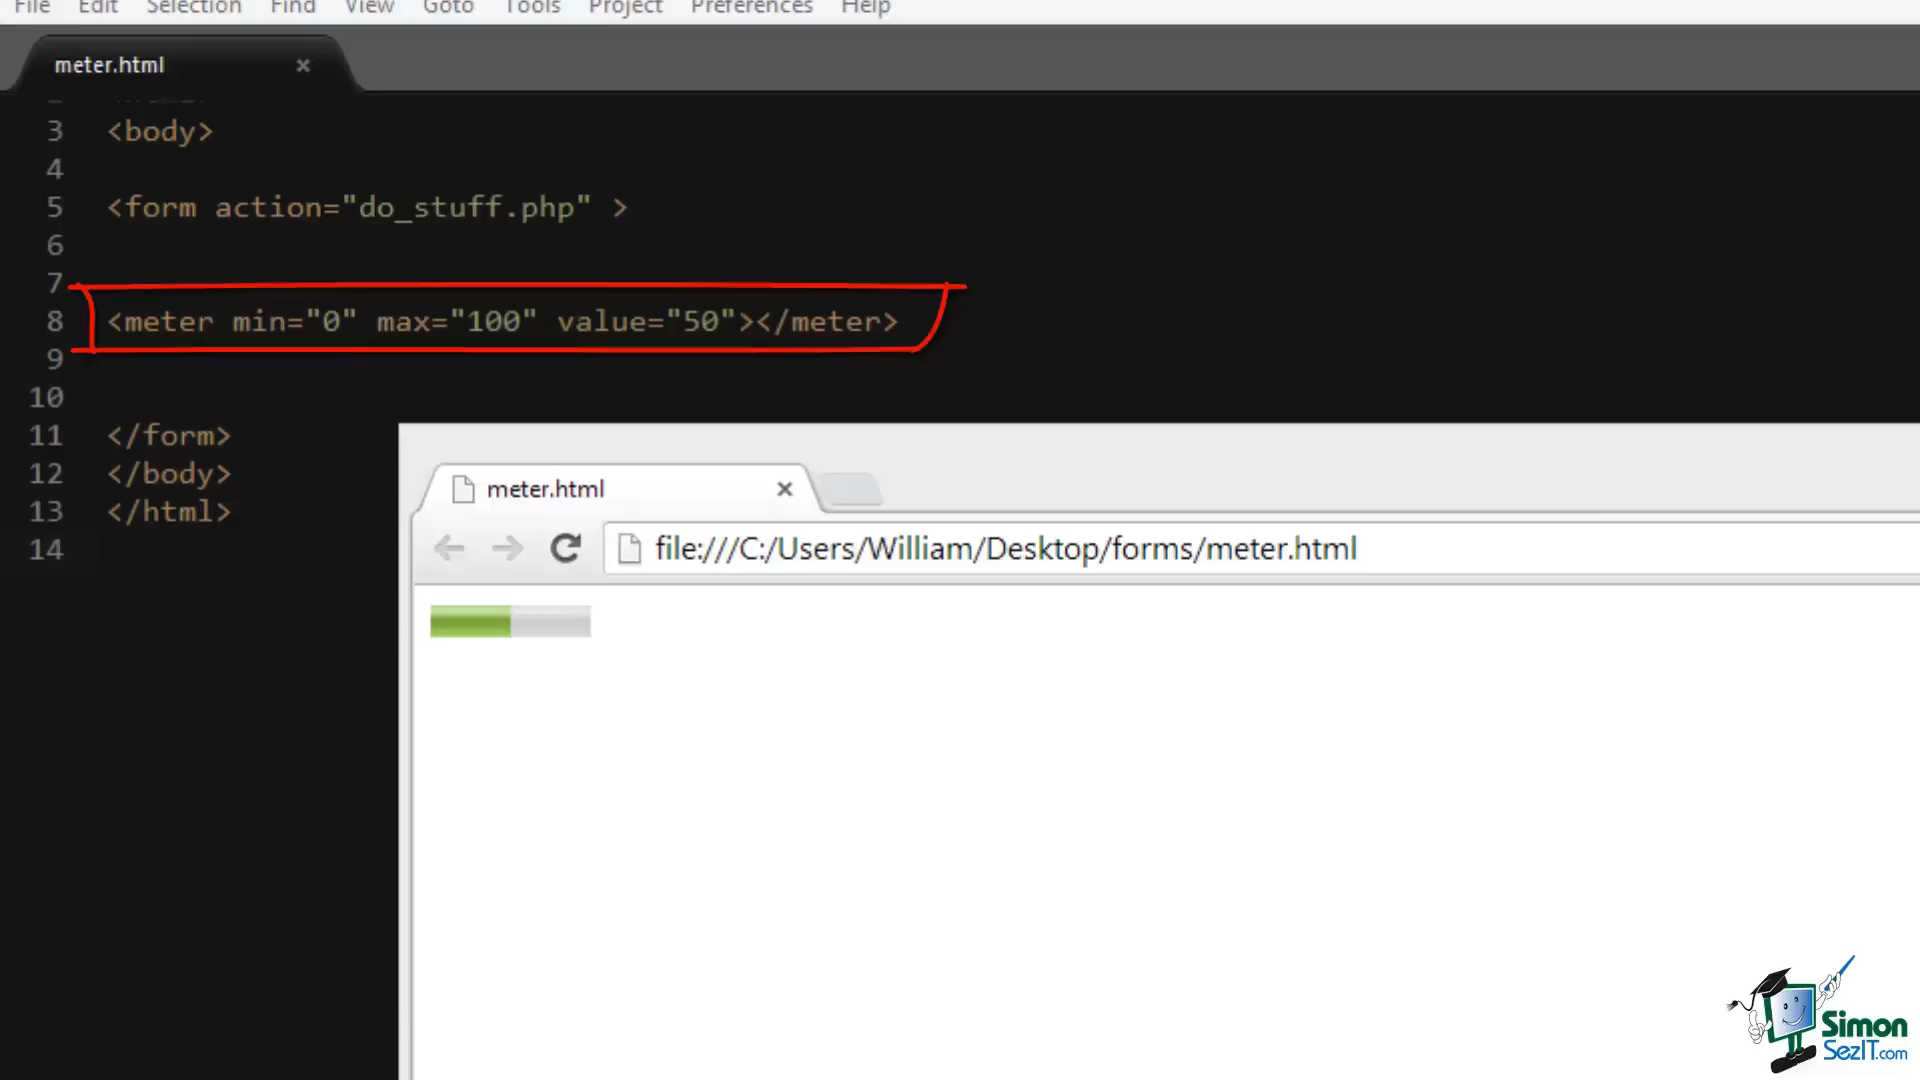 File Edit Selection Find View Goto Tools Project Preferences Help
meter.html ×
3 <body>
4
5 <form action="do_stuff.php" >
6
7
8 <meter min="0" max="100" value="50"></meter>
9
10
11 </form>
12 </body>
13 </html>
14
meter.html ×
file:///C:/Users/William/Desktop/forms/meter.html
Simon
SezIT.com